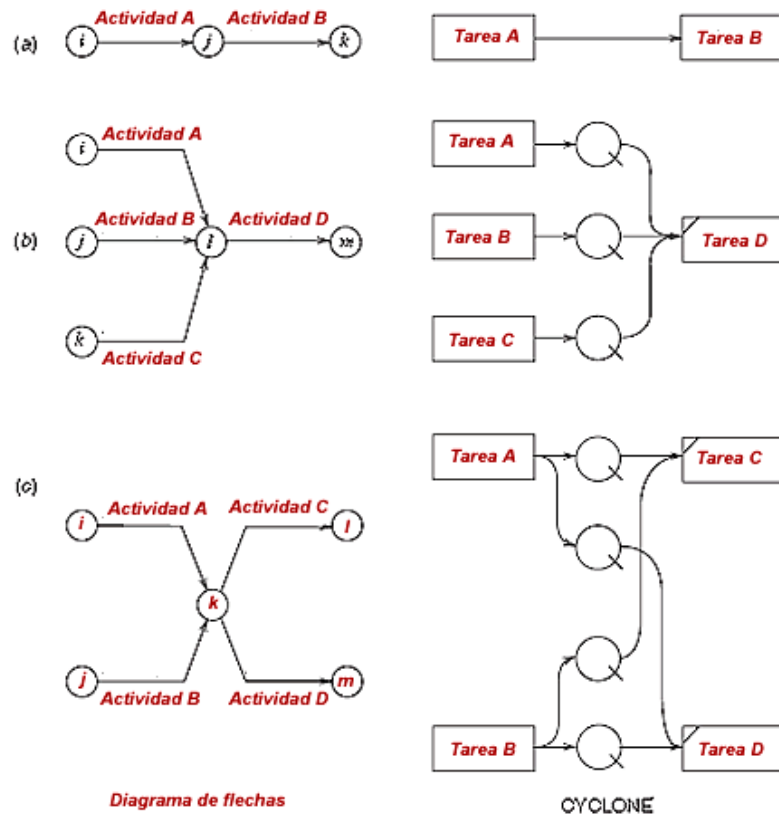 Actividad A Actividad B
(a) i j k Tarea A Tarea B
Actividad A
i Tarea A
Actividad B Actividad D
(b) j l m Tarea B Tarea D
k Tarea C
Actividad C
Tarea A Tarea C
(c)
Actividad A Actividad C
i l
k
j m
Actividad B Actividad D
Tarea B Tarea D
Diagrama de flechas CYCLONE